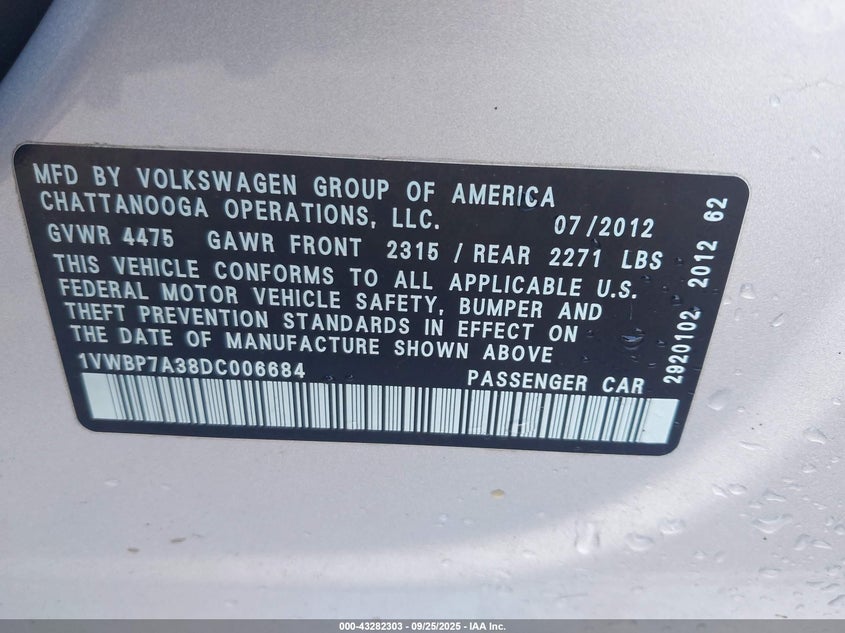 MFD BY VOLKSWAGEN GROUP OF AMERICA
CHATTANOOGA OPERATIONS, LLC. 07/2012
GVWR 4475 GAWR FRONT 2315 / REAR 2271 LBS
THIS VEHICLE CONFORMS TO ALL APPLICABLE U.S.
FEDERAL MOTOR VEHICLE SAFETY, BUMPER AND
THEFT PREVENTION STANDARDS IN EFFECT ON
THE DATE OF MANUFACTURE SHOWN ABOVE
1VWBP7A38DC006684 PASSENGER CAR
2920102 2012 62
000-43282303 - 09/25/2025 - IAA Inc.